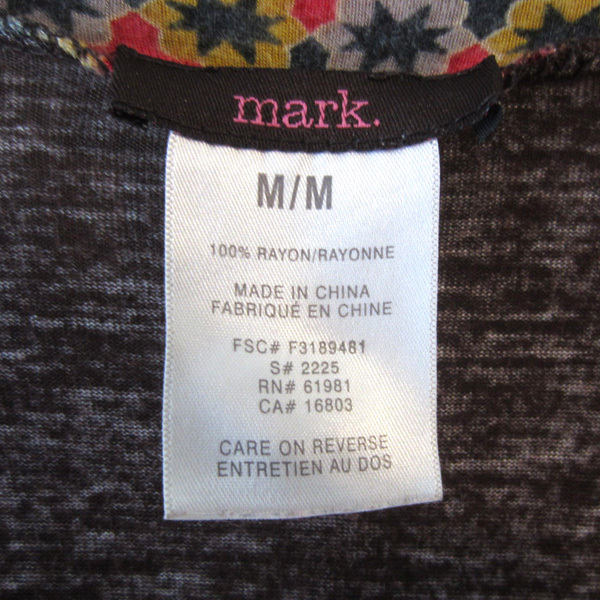 mark.
M/M
100% RAYON/RAYONNE
MADE IN CHINA
FABRIQUÉ EN CHINE
FSC# F3189481
S# 2225
RN# 61981
CA# 16803
CARE ON REVERSE
ENTRETIEN AU DOS